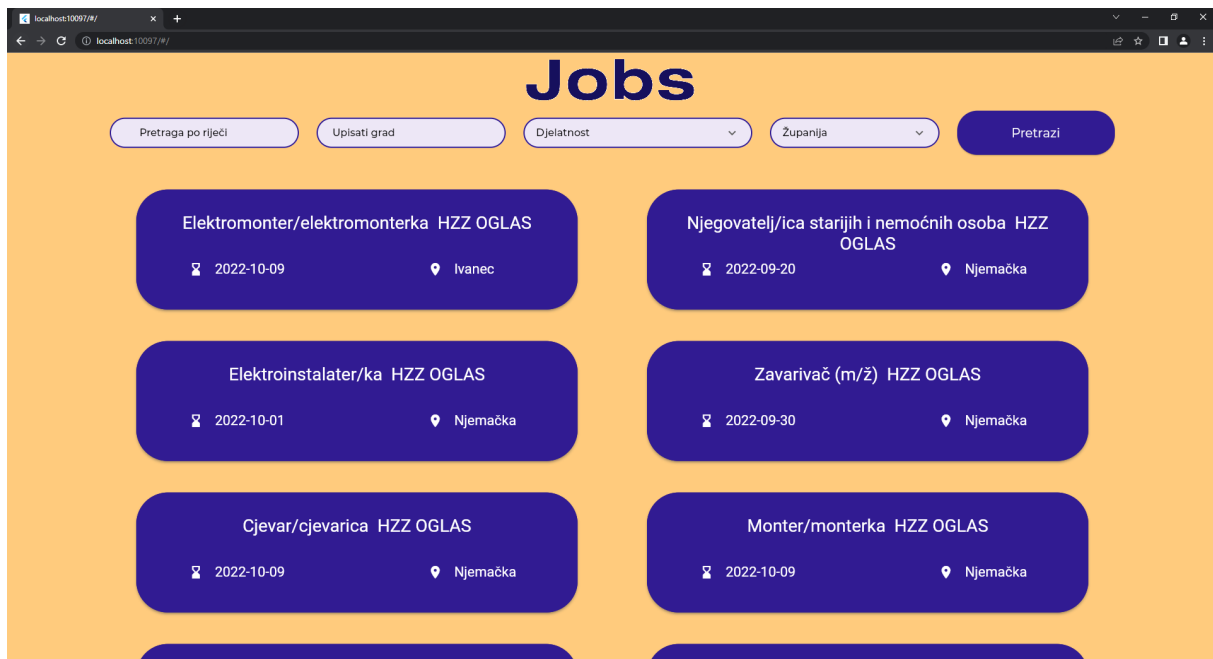 localhost:10097/#/
localhost:10097/#/
Jobs
Pretraga po riječi
Upisati grad
Djelatnost
Županija
Pretrazi
Elektromonter/elektromonterka HZZ OGLAS
2022-10-09
Ivanec
Njegovatelj/ica starijih i nemoćnih osoba HZZ
OGLAS
2022-09-20
Njemačka
Elektroinstalater/ka HZZ OGLAS
2022-10-01
Njemačka
Zavarivač (m/ž) HZZ OGLAS
2022-09-30
Njemačka
Cjevar/cjevarica HZZ OGLAS
2022-10-09
Njemačka
Monter/monterka HZZ OGLAS
2022-10-09
Njemačka